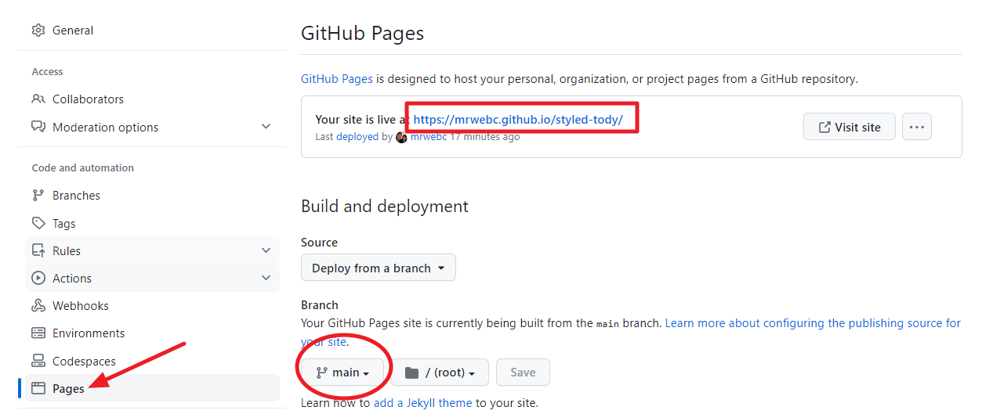 General
Access
Collaborators
Moderation options
Code and automation
Branches
Tags
Rules
Actions
Webhooks
Environments
Codespaces
Pages
GitHub Pages
GitHub Pages is designed to host your personal, organization, or project pages from a GitHub repository.
Your site is live at https://mrwebc.github.io/styled-tody/
Last deployed by mrwebc 17 minutes ago
Visit site
Build and deployment
Source
Deploy from a branch
Branch
Your GitHub Pages site is currently being built from the main branch. Learn more about configuring the publishing source for
your site.
main / (root) Save
Learn how to add a Jekyll theme to your site.